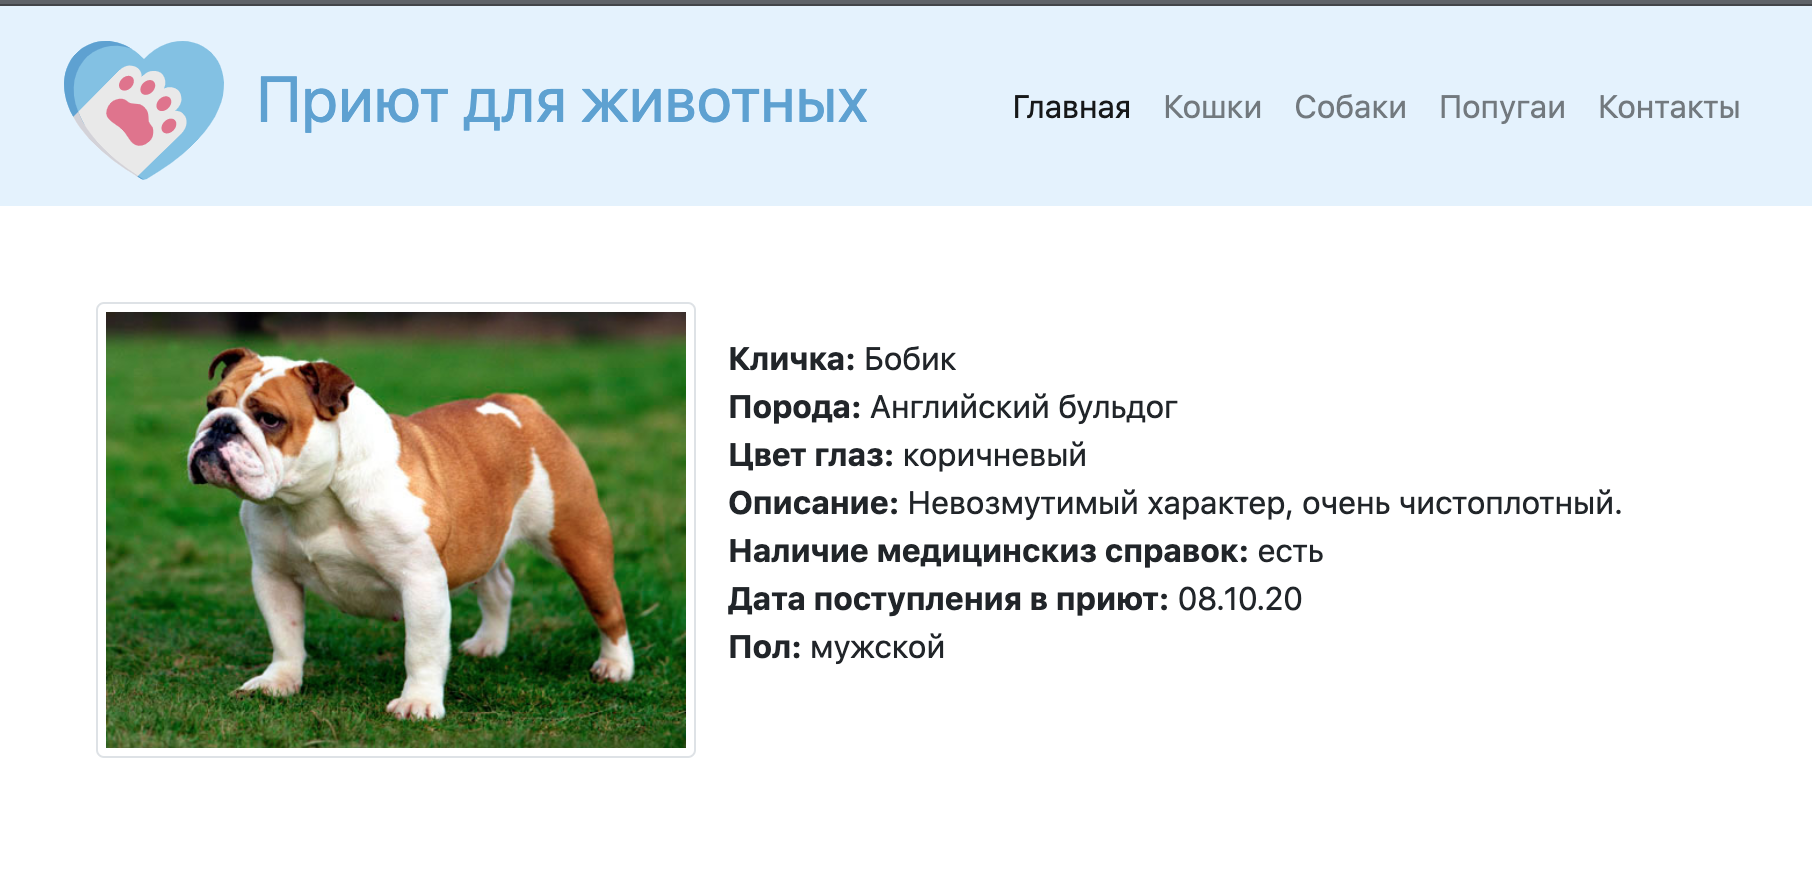 Приют для животных
Главная Кошки Собаки Попугаи Контакты
Кличка: Бобик
Порода: Английский бульдог
Цвет глаз: коричневый
Описание: Невозмутимый характер, очень чистоплотный.
Наличие медицинскиз справок: есть
Дата поступления в приют: 08.10.20
Пол: мужской